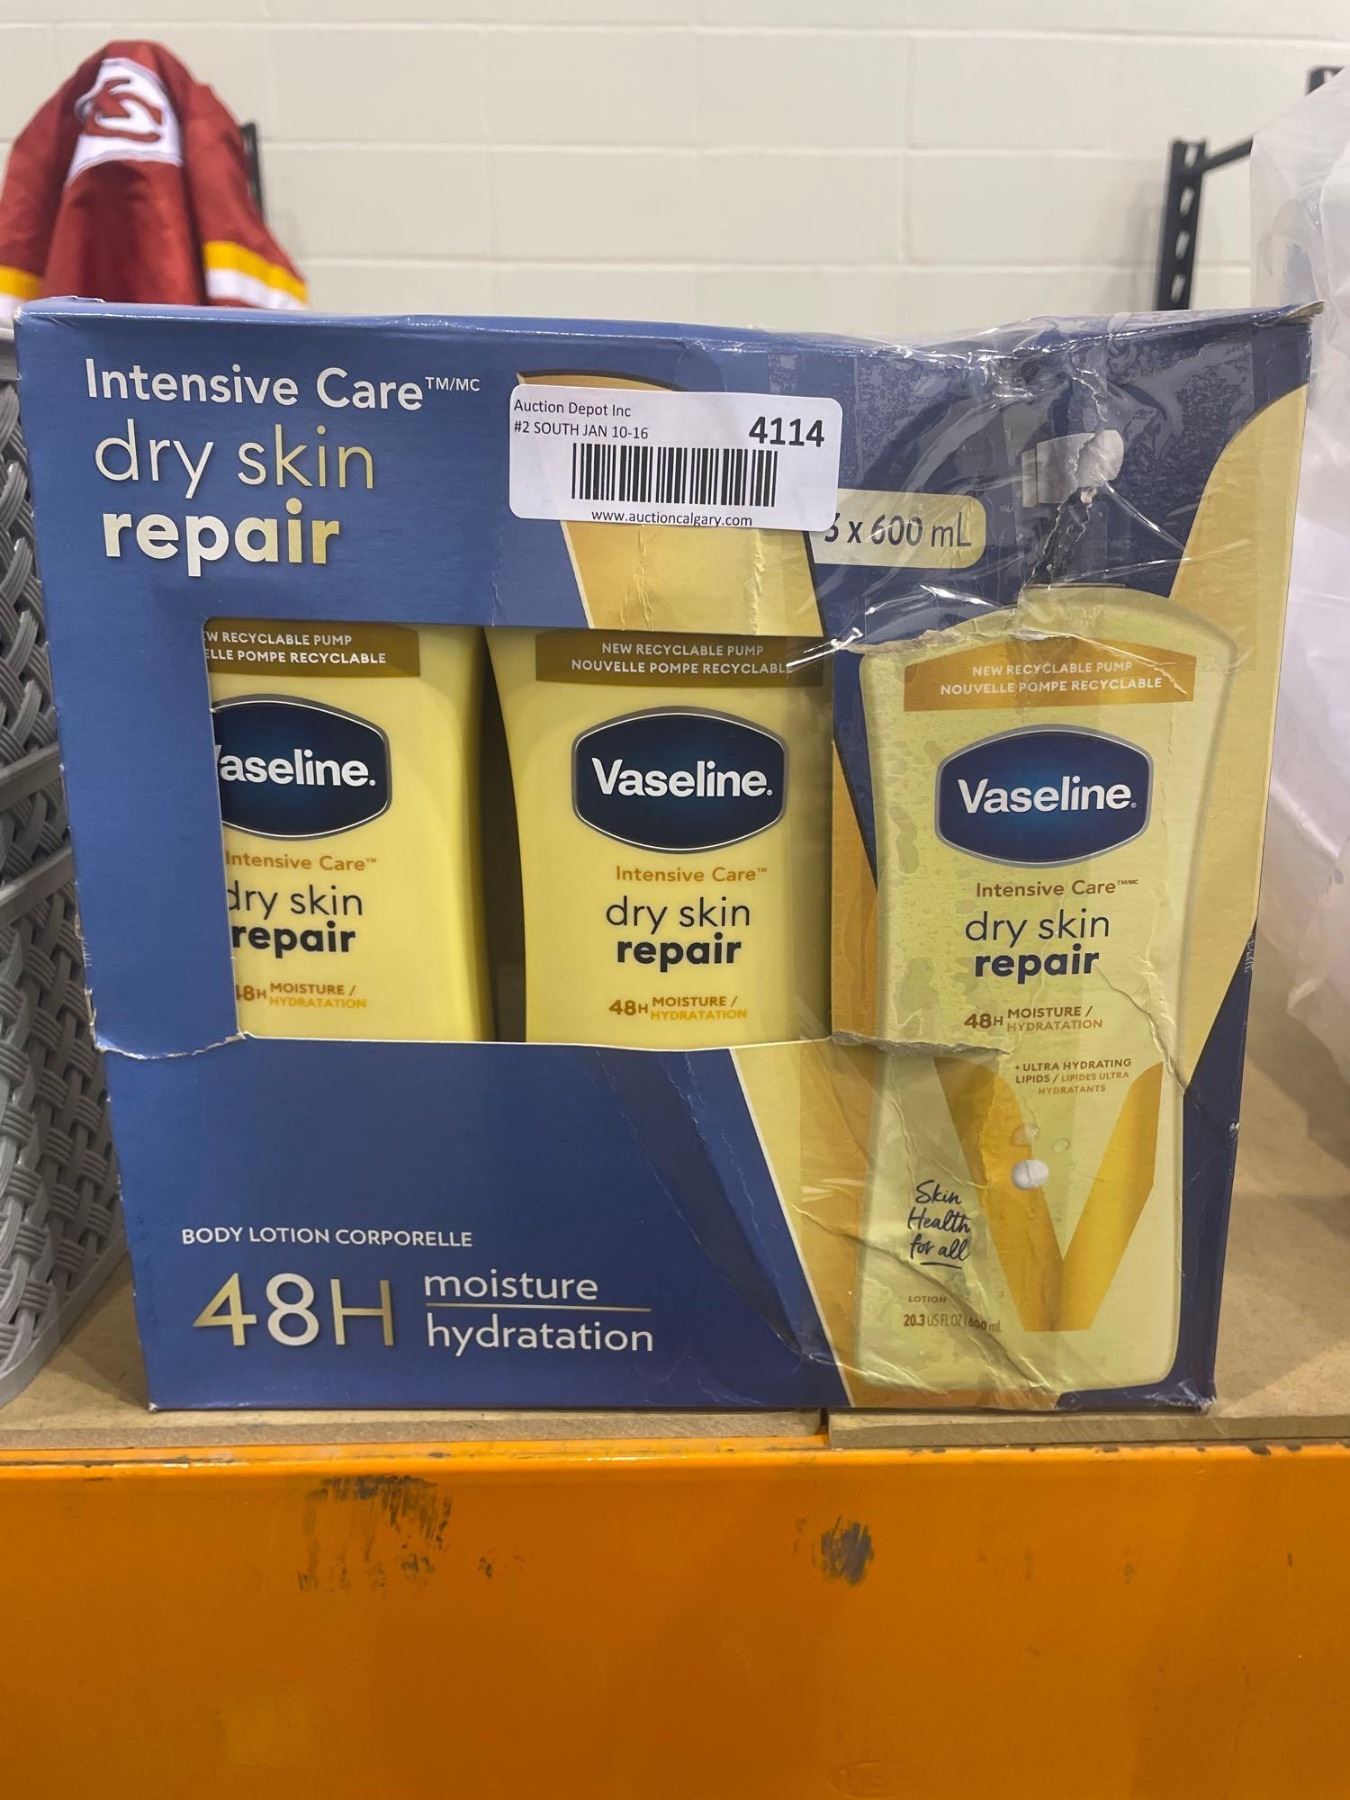 Intensive Care™/MC
dry skin
repair
Auction Depot Inc
#2 SOUTH JAN 10-16
4114
www.auctioncalgary.com
x 600 mL
RECYCLABLE PUMP
POMPE RECYCLABLE
aseline.
Intensive Care™
dry skin
repair
48H MOISTURE /
HYDRATATION
NEW RECYCLABLE PUMP
NOUVELLE POMPE RECYCLABLE
Vaseline.
Intensive Care™
dry skin
repair
48H MOISTURE /
HYDRATATION
NEW RECYCLABLE PUMP
NOUVELLE POMPE RECYCLABLE
Vaseline.
Intensive Care™/MC
dry skin
repair
48H MOISTURE /
HYDRATATION
+ ULTRA HYDRATING
LIPIDS / LIPIDES ULTRA
HYDRATANTS
Skin
Health
for all
LOTION
20.3 US FL OZ | 600 mL
BODY LOTION CORPORELLE
48H moisture
hydratation